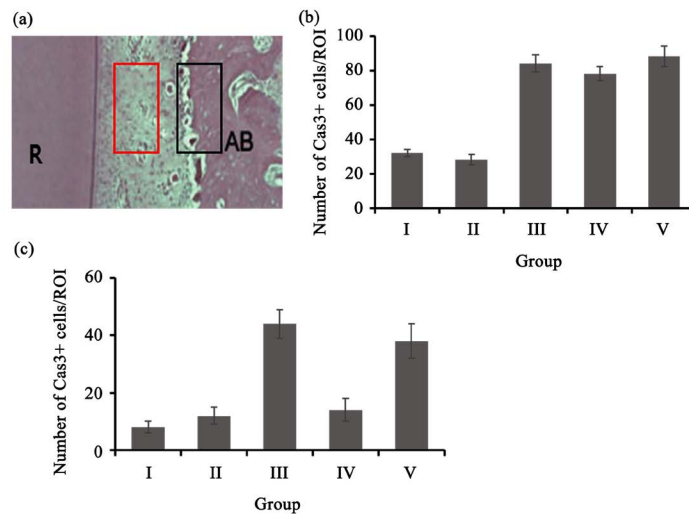 (a)
R
AB
(b)
Number of Cas3+ cells/ROI
100
80
60
40
20
0
I II III IV V
Group
(c)
Number of Cas3+ cells/ROI
60
40
20
0
I II III IV V
Group